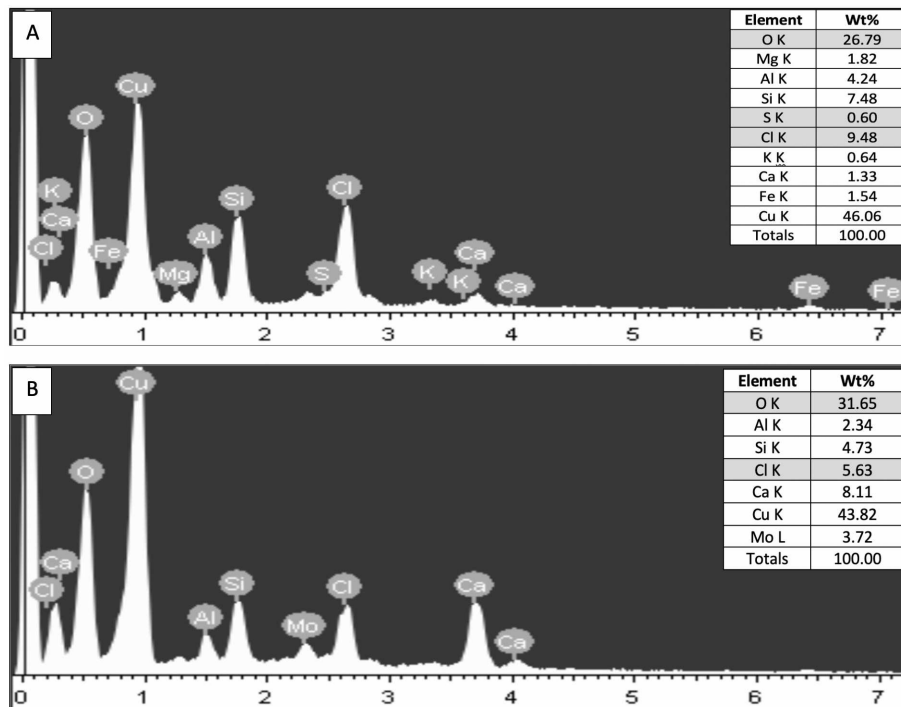 A
Element Wt%
O K 26.79
Mg K 1.82
Al K 4.24
Si K 7.48
S K 0.60
Cl K 9.48
K K 0.64
Ca K 1.33
Fe K 1.54
Cu K 46.06
Totals 100.00
Cu
O
K
Ca
Cl
Fe
Mg
Al
Si
S
Cl
K
K
Ca
Ca
Fe
Fe
0 1 2 3 4 5 6 7
B
Element Wt%
O K 31.65
Al K 2.34
Si K 4.73
Cl K 5.63
Ca K 8.11
Cu K 43.82
Mo L 3.72
Totals 100.00
Cu
O
Ca
Cl
Al
Si
Mo
Cl
Ca
Ca
0 1 2 3 4 5 6 7